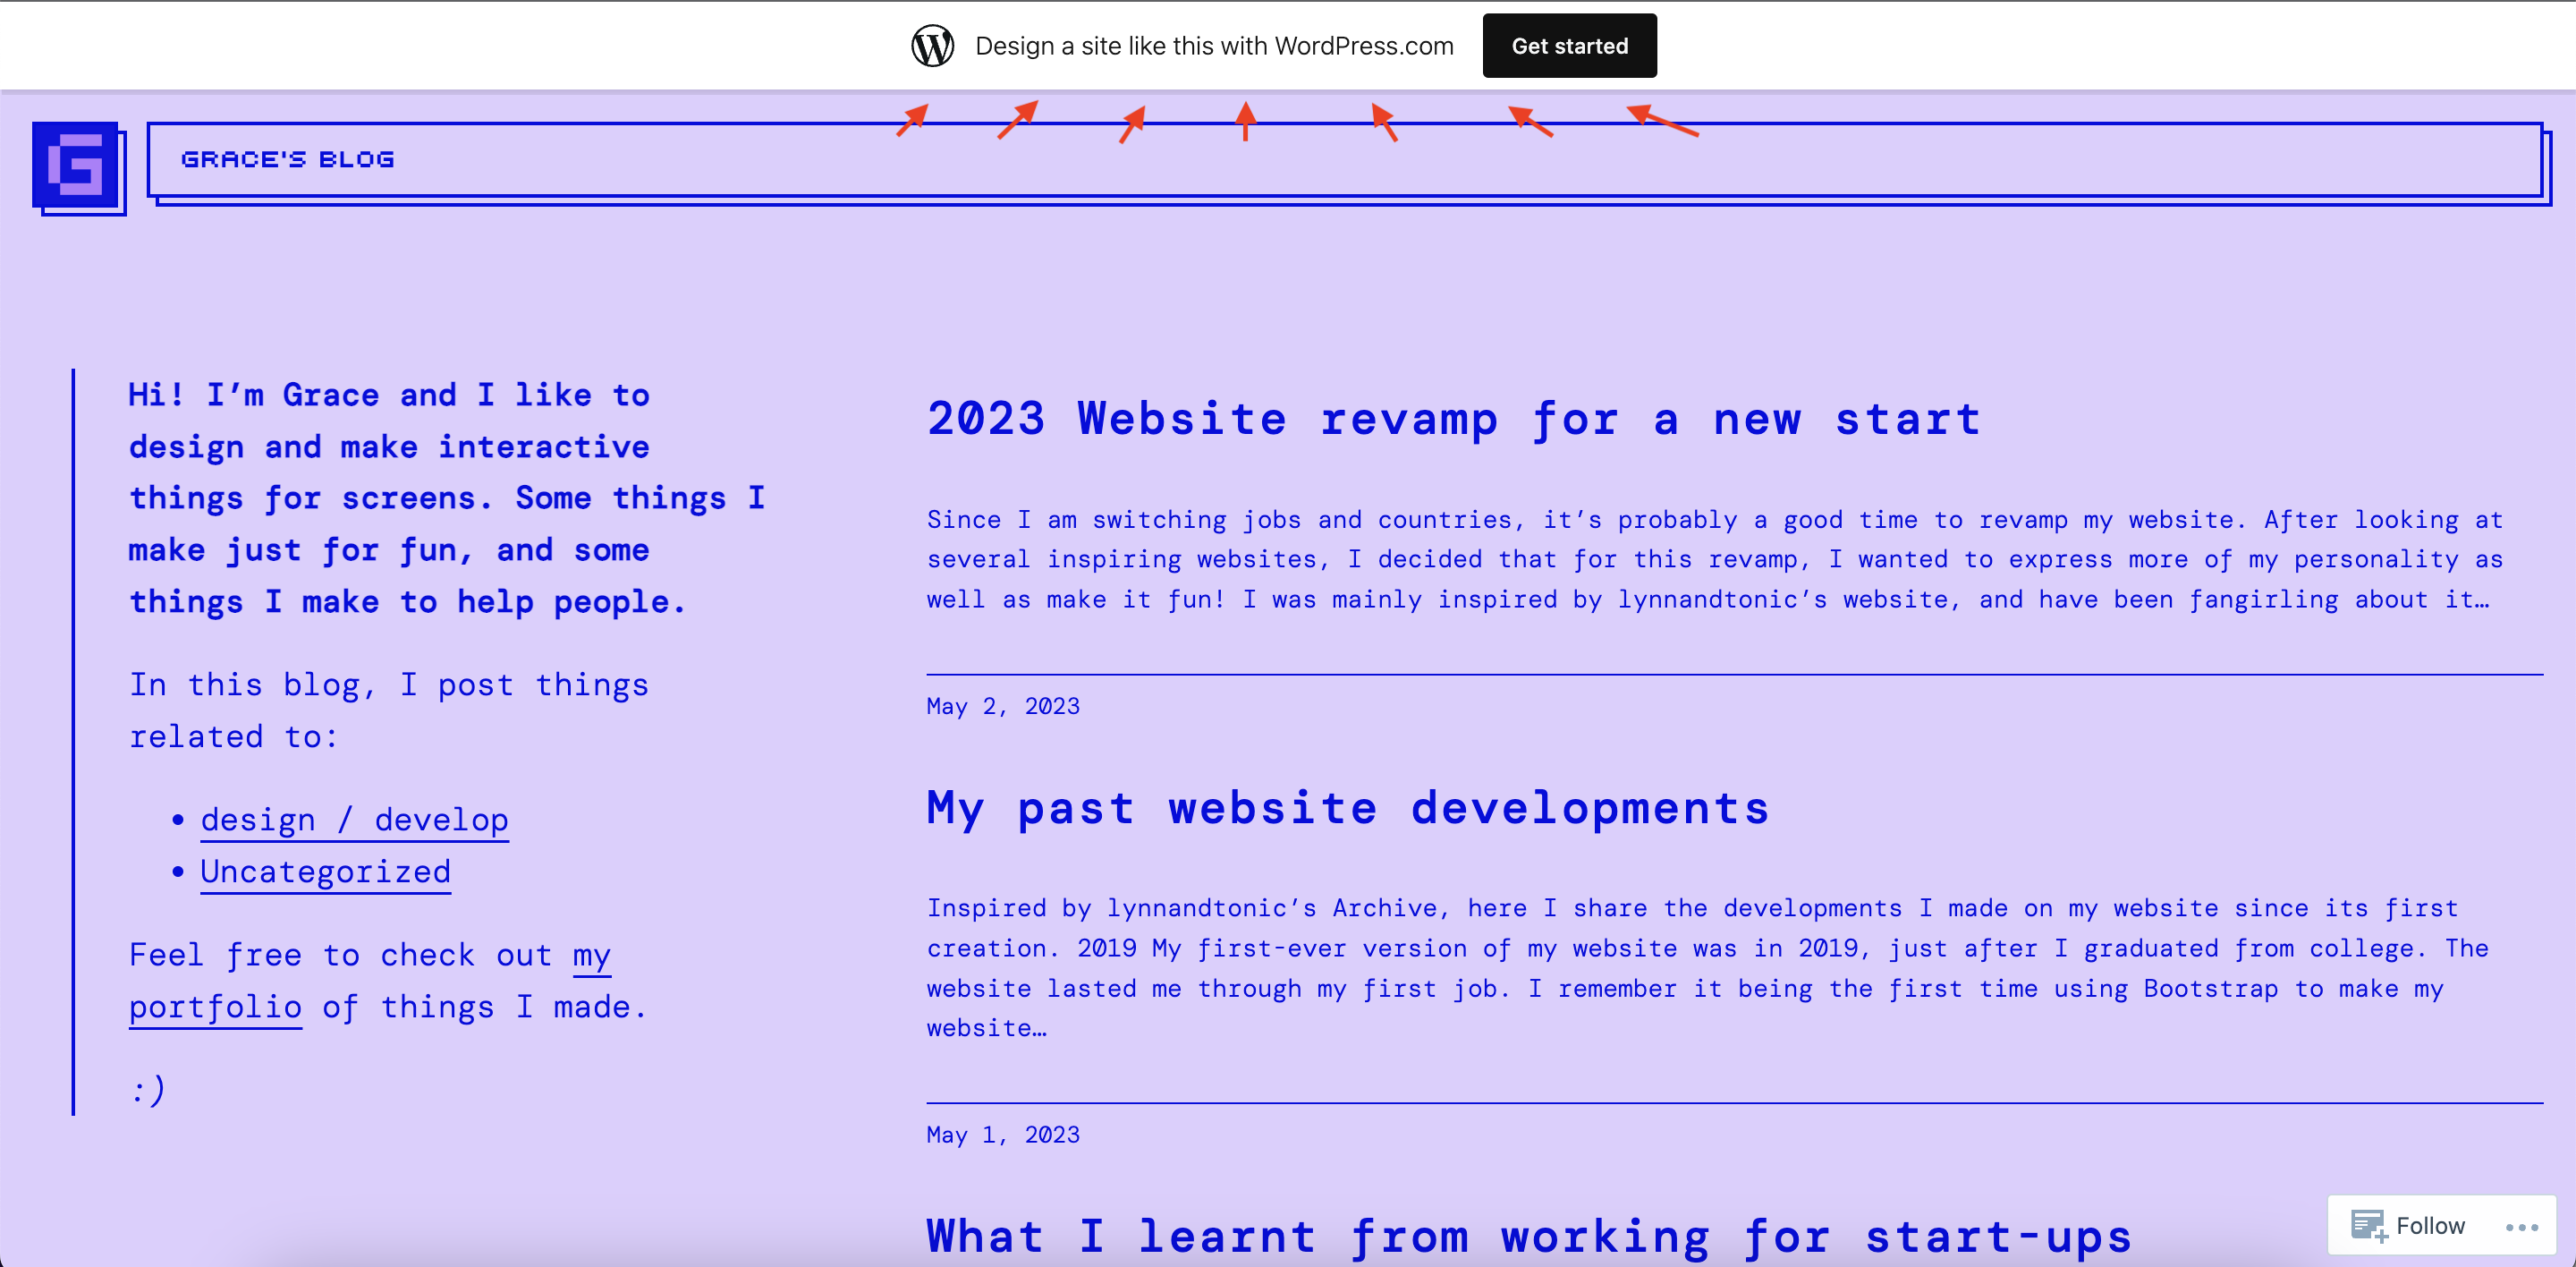 Design a site like this with WordPress.com
Get started
G
GRACE'S BLOG
Hi! I’m Grace and I like to
design and make interactive
things for screens. Some things I
make just for fun, and some
things I make to help people.
In this blog, I post things
related to:
• design / develop
• Uncategorized
Feel free to check out my
portfolio of things I made.
:)
2023 Website revamp for a new start
Since I am switching jobs and countries, it’s probably a good time to revamp my website. After looking at
several inspiring websites, I decided that for this revamp, I wanted to express more of my personality as
well as make it fun! I was mainly inspired by lynnandtonic’s website, and have been fangirling about it…
May 2, 2023
My past website developments
Inspired by lynnandtonic’s Archive, here I share the developments I made on my website since its first
creation. 2019 My first-ever version of my website was in 2019, just after I graduated from college. The
website lasted me through my first job. I remember it being the first time using Bootstrap to make my
website…
May 1, 2023
What I learnt from working for start-ups
Follow